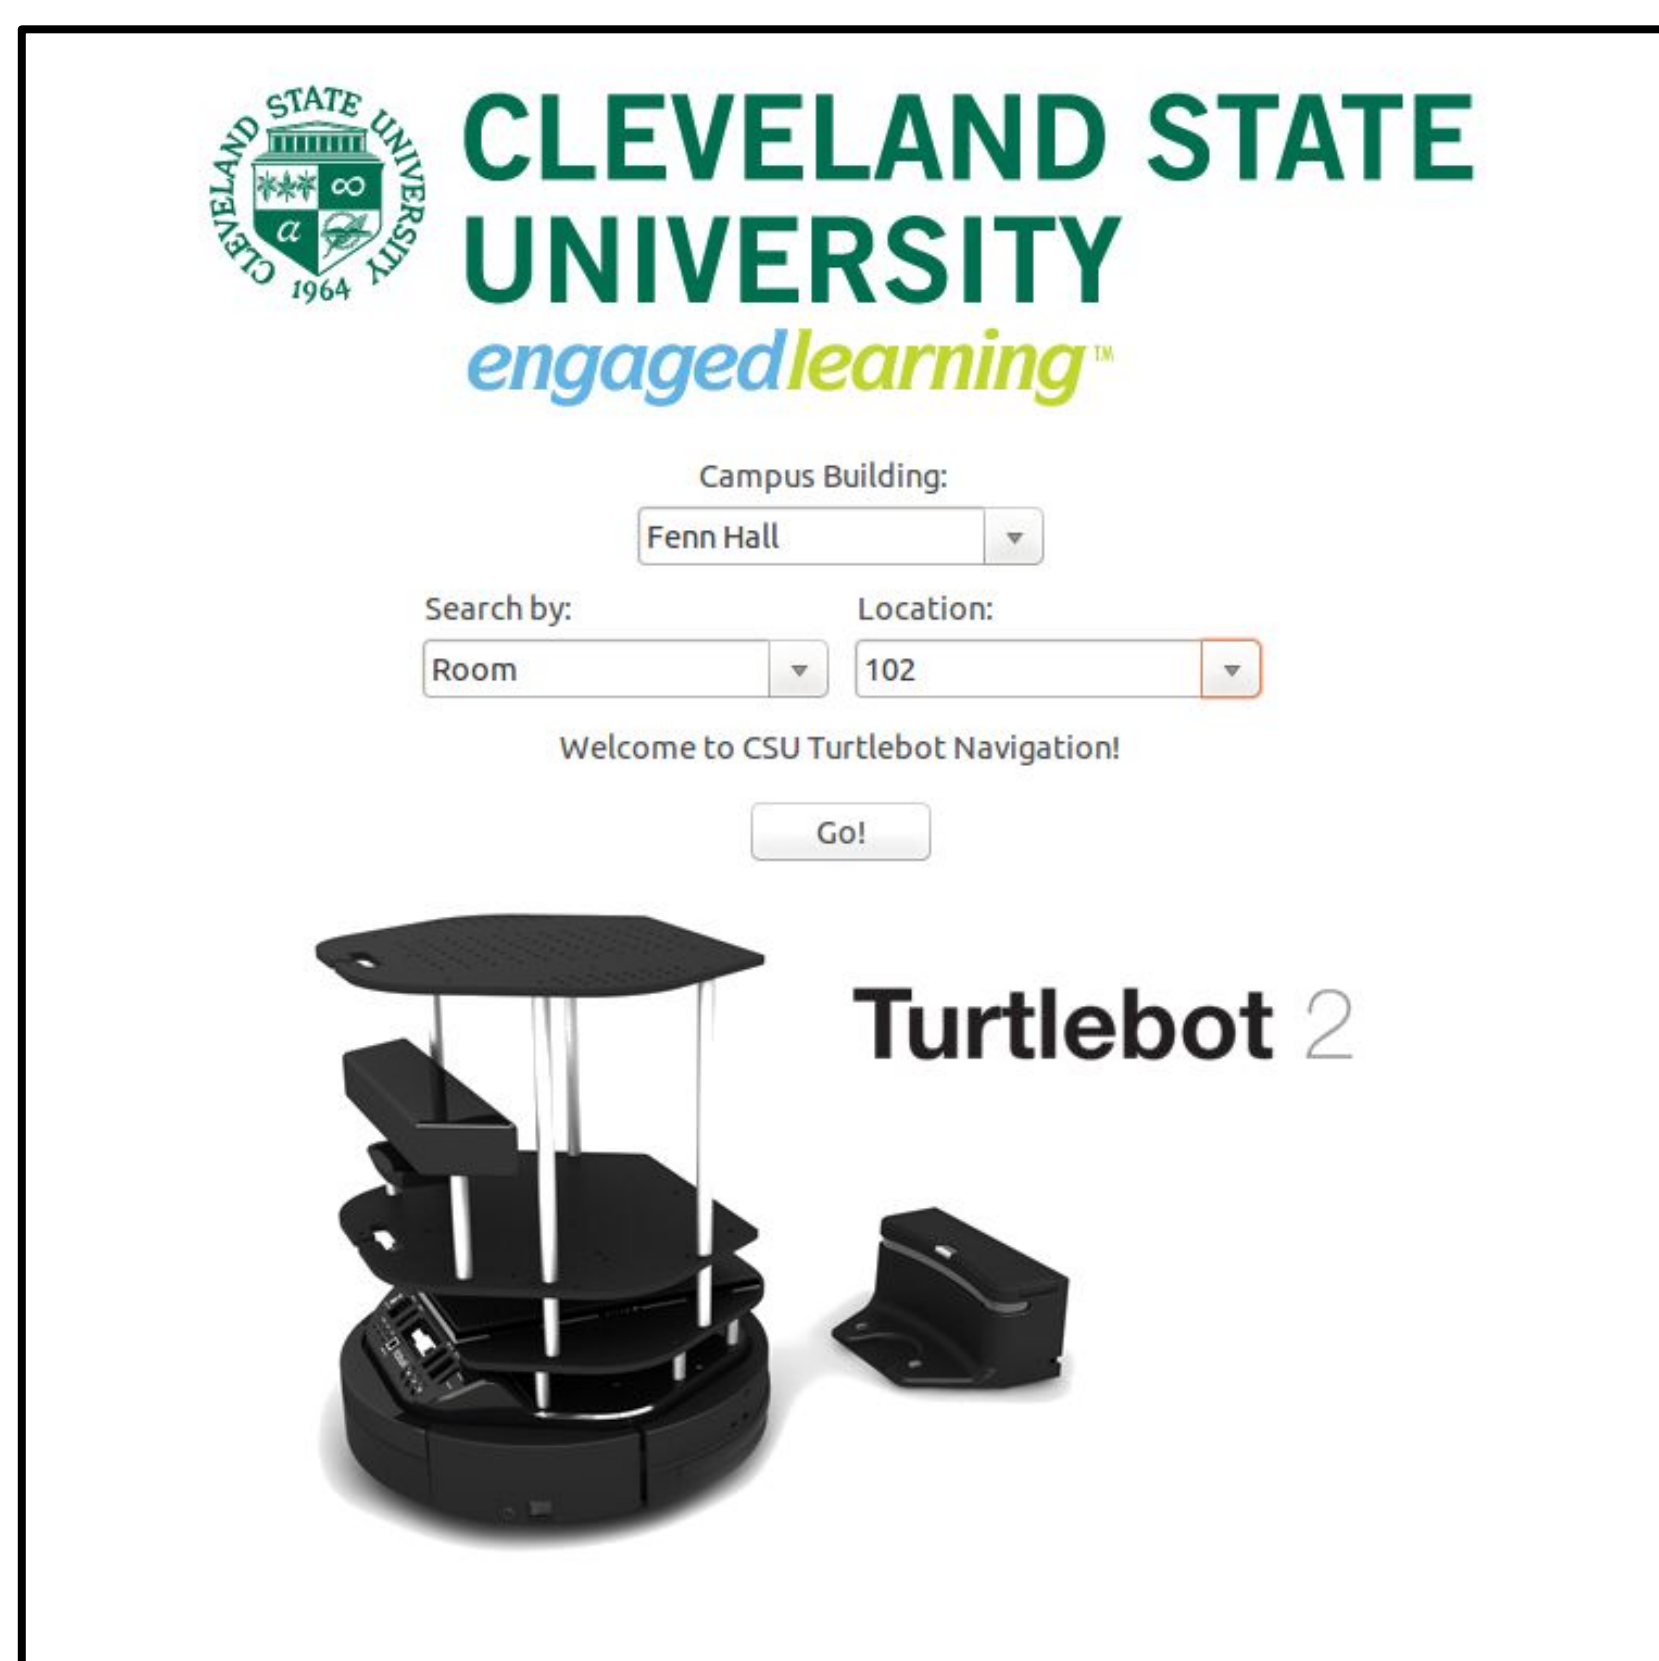 CLEVELAND STATE UNIVERSITY
1964
α
CLEVELAND STATE
UNIVERSITY
engagedlearning™
Campus Building:
Fenn Hall
Search by:
Location:
Room
102
Welcome to CSU Turtlebot Navigation!
Go!
Turtlebot 2